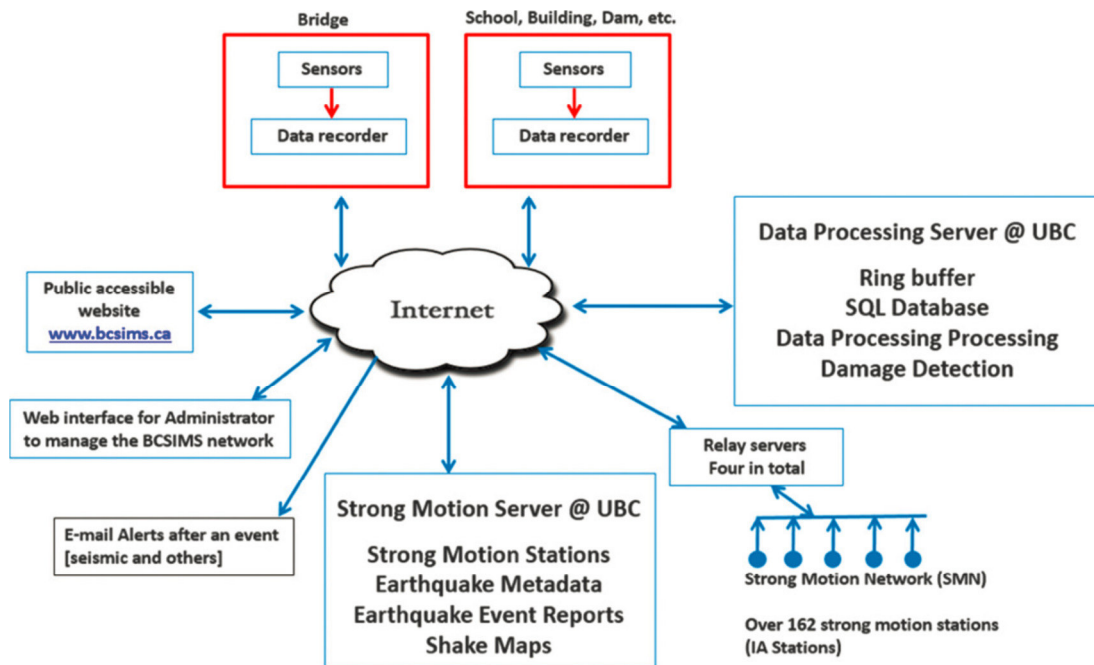 Bridge
Sensors
Data recorder
School, Building, Dam, etc.
Sensors
Data recorder
Internet
Public accessible
website
www.bcsims.ca
Web interface for Administrator
to manage the BCSIMS network
E-mail Alerts after an event
[seismic and others]
Strong Motion Server @ UBC
Strong Motion Stations
Earthquake Metadata
Earthquake Event Reports
Shake Maps
Data Processing Server @ UBC
Ring buffer
SQL Database
Data Processing Processing
Damage Detection
Relay servers
Four in total
Strong Motion Network (SMN)
Over 162 strong motion stations
(IA Stations)